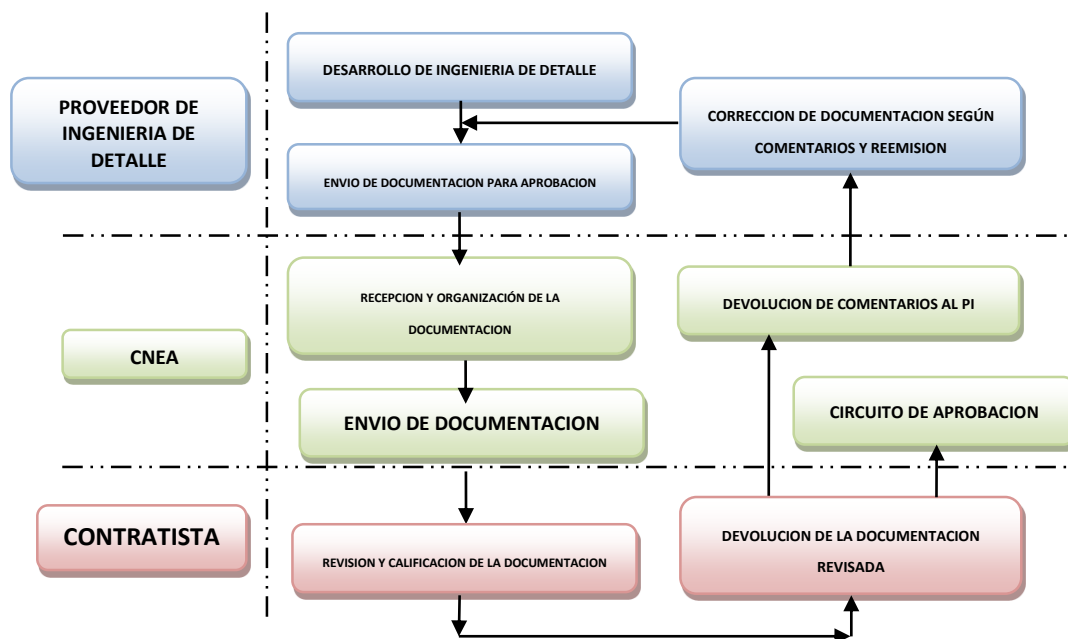 DESARROLLO DE INGENIERIA DE DETALLE
PROVEEDOR DE
INGENIERIA DE
DETALLE
CORRECCION DE DOCUMENTACION SEGÚN
COMENTARIOS Y REEMISION
ENVIO DE DOCUMENTACION PARA APROBACION
RECEPCION Y ORGANIZACIÓN DE LA
DOCUMENTACION
DEVOLUCION DE COMENTARIOS AL PI
CNEA
ENVIO DE DOCUMENTACION
CIRCUITO DE APROBACION
CONTRATISTA
REVISION Y CALIFICACION DE LA DOCUMENTACION
DEVOLUCION DE LA DOCUMENTACION
REVISADA